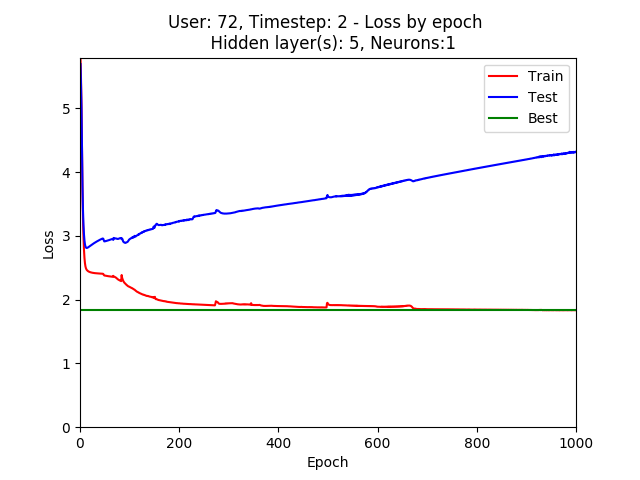 User: 72, Timestep: 2 - Loss by epoch
Hidden layer(s): 5, Neurons:1
Train
Test
Best
Loss
5
4
3
2
1
0
0 200 400 600 800 1000
Epoch